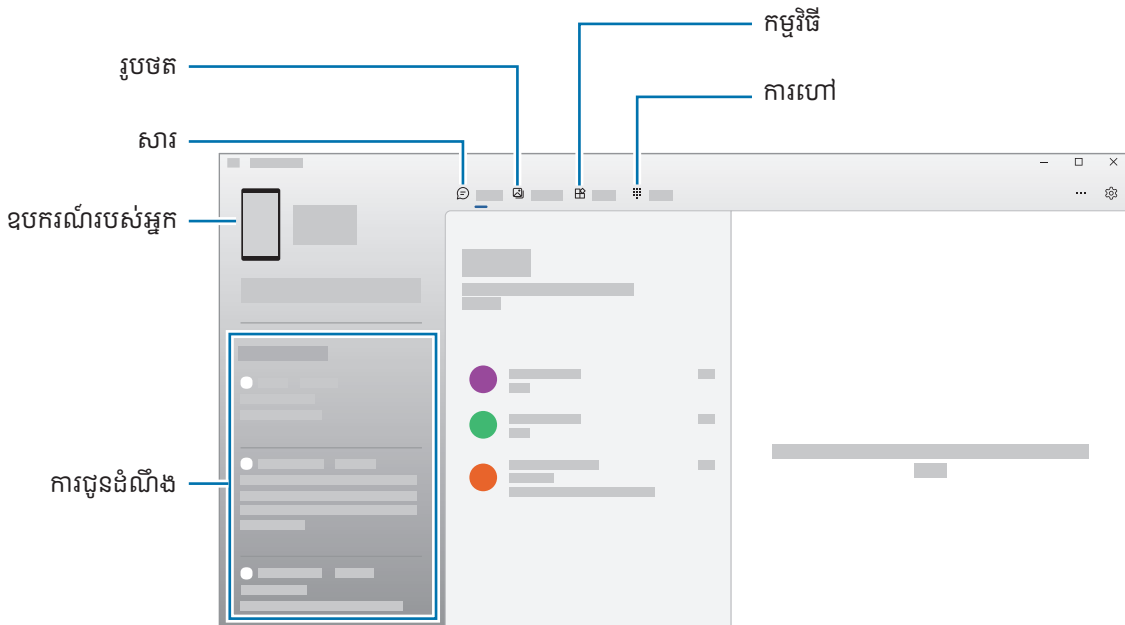 កម្មវិធី
រូបថត
ការហៅ
សារ
ឧបករណ៍របស់អ្នក
ការជូនដំណឹង